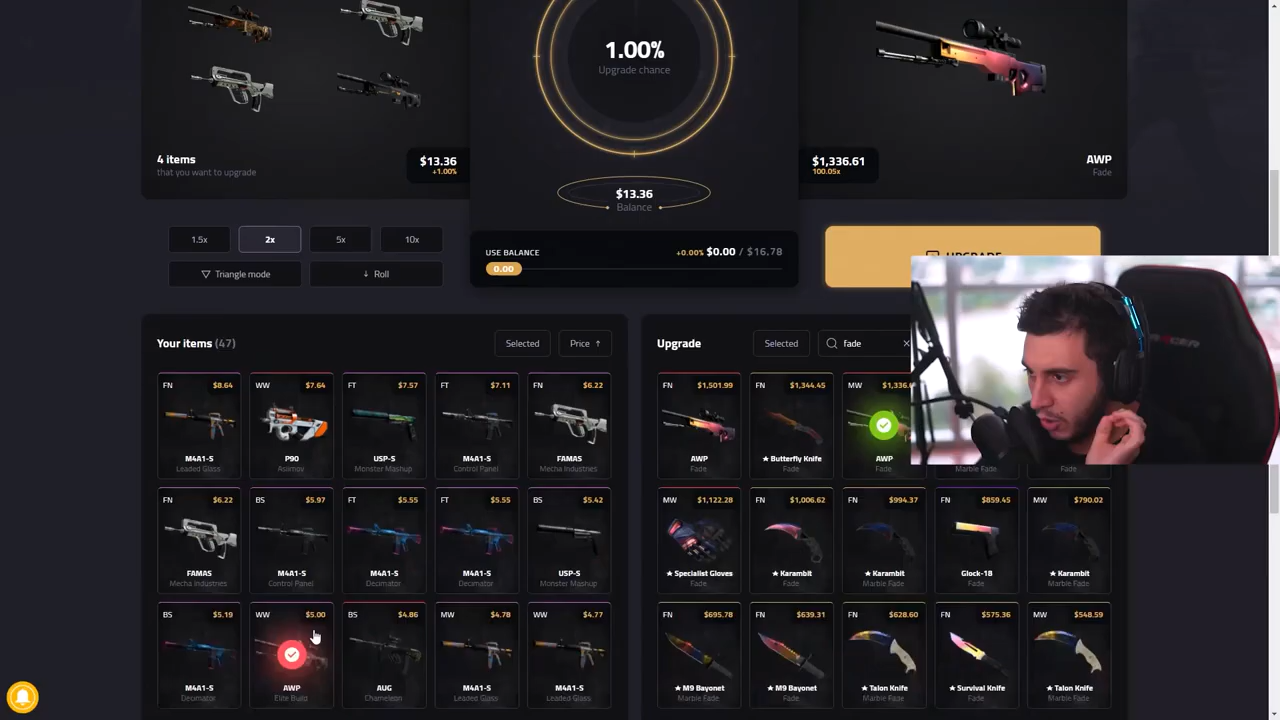 1.00%
Upgrade chance
4 items
that you want to upgrade
$13.36
+1.00%
$13.36
Balance
$1,336.61
100.05x
AWP
Fade
1.5x
2x
5x
10x
Triangle mode
Roll
USE BALANCE
+0.00% $0.00 / $16.78
0.00
Your items (47)
Selected
Price
Upgrade
Selected
fade
FN $8.64
M4A1-S
Leaded Glass
WW $7.64
P90
Asiimov
FT $7.57
USP-S
Monster Mashup
FT $7.11
M4A1-S
Control Panel
FN $6.22
FAMAS
Mecha Industries
FN $1,501.99
AWP
Fade
FN $1,344.45
★ Butterfly Knife
Fade
MW
AWP
Fade
FN $6.22
FAMAS
Mecha Industries
BS $5.97
M4A1-S
Control Panel
FT $5.55
M4A1-S
Decimator
FT $5.55
M4A1-S
Decimator
BS $5.42
USP-S
Monster Mashup
MW $1,122.28
★ Specialist Gloves
Fade
FN $1,006.62
★ Karambit
Fade
FN $994.37
★ Karambit
Marble Fade
FN $859.45
Glock-18
Fade
MW $790.02
★ Karambit
Marble Fade
BS $5.19
M4A1-S
Decimator
WW $5.00
AWP
Elite Build
BS $4.86
AUG
Chameleon
MW $4.78
M4A1-S
Leaded Glass
WW $4.77
M4A1-S
Leaded Glass
FN $695.78
★ M9 Bayonet
Marble Fade
FN $639.31
★ M9 Bayonet
Marble Fade
FN $628.60
★ Talon Knife
Marble Fade
FN $575.36
★ Survival Knife
Fade
MW $548.59
★ Talon Knife
Marble Fade